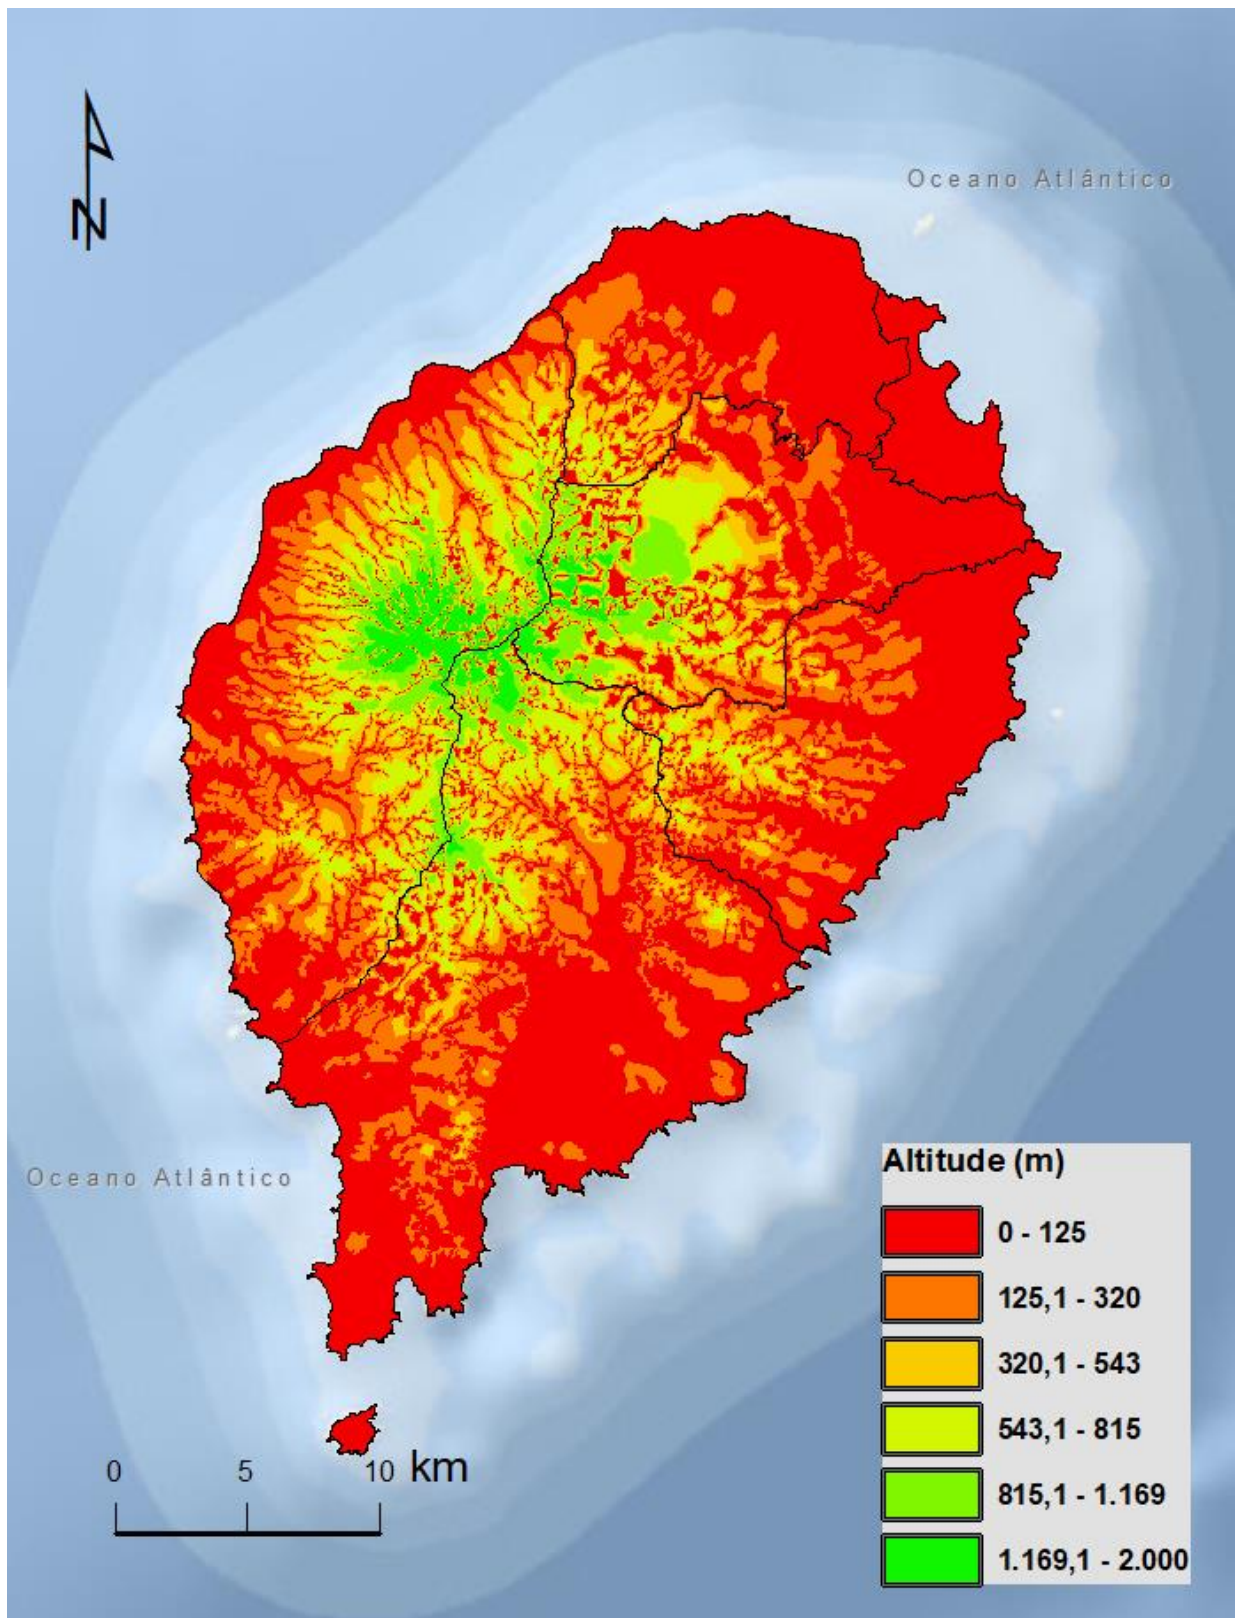 N
Oceano Atlântico
Oceano Atlântico
Altitude (m)
0 - 125
125,1 - 320
320,1 - 543
543,1 - 815
815,1 - 1.169
1.169,1 - 2.000
0 5 10 km